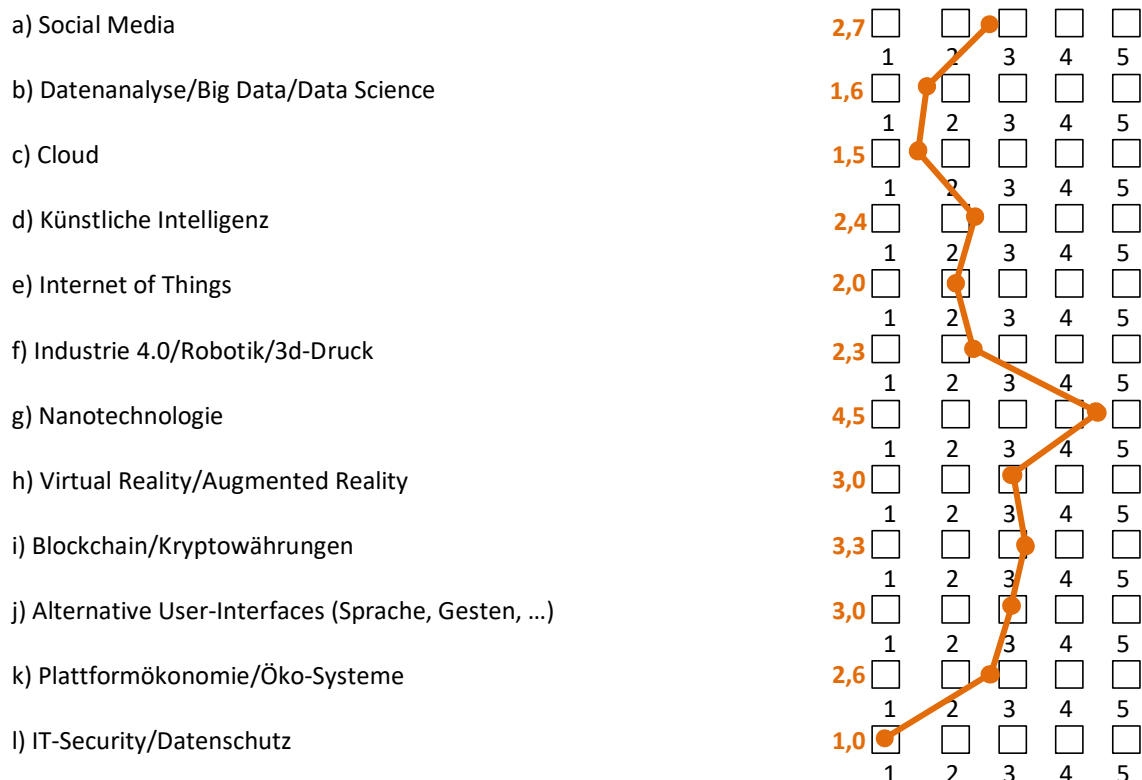 a) Social Media 2,7
1 2 3 4 5
b) Datenanalyse/Big Data/Data Science 1,6
1 2 3 4 5
c) Cloud 1,5
1 2 3 4 5
d) Künstliche Intelligenz 2,4
1 2 3 4 5
e) Internet of Things 2,0
1 2 3 4 5
f) Industrie 4.0/Robotik/3d-Druck 2,3
1 2 3 4 5
g) Nanotechnologie 4,5
1 2 3 4 5
h) Virtual Reality/Augmented Reality 3,0
1 2 3 4 5
i) Blockchain/Kryptowährungen 3,3
1 2 3 4 5
j) Alternative User-Interfaces (Sprache, Gesten, …) 3,0
1 2 3 4 5
k) Plattformökonomie/Öko-Systeme 2,6
1 2 3 4 5
l) IT-Security/Datenschutz 1,0
1 2 3 4 5